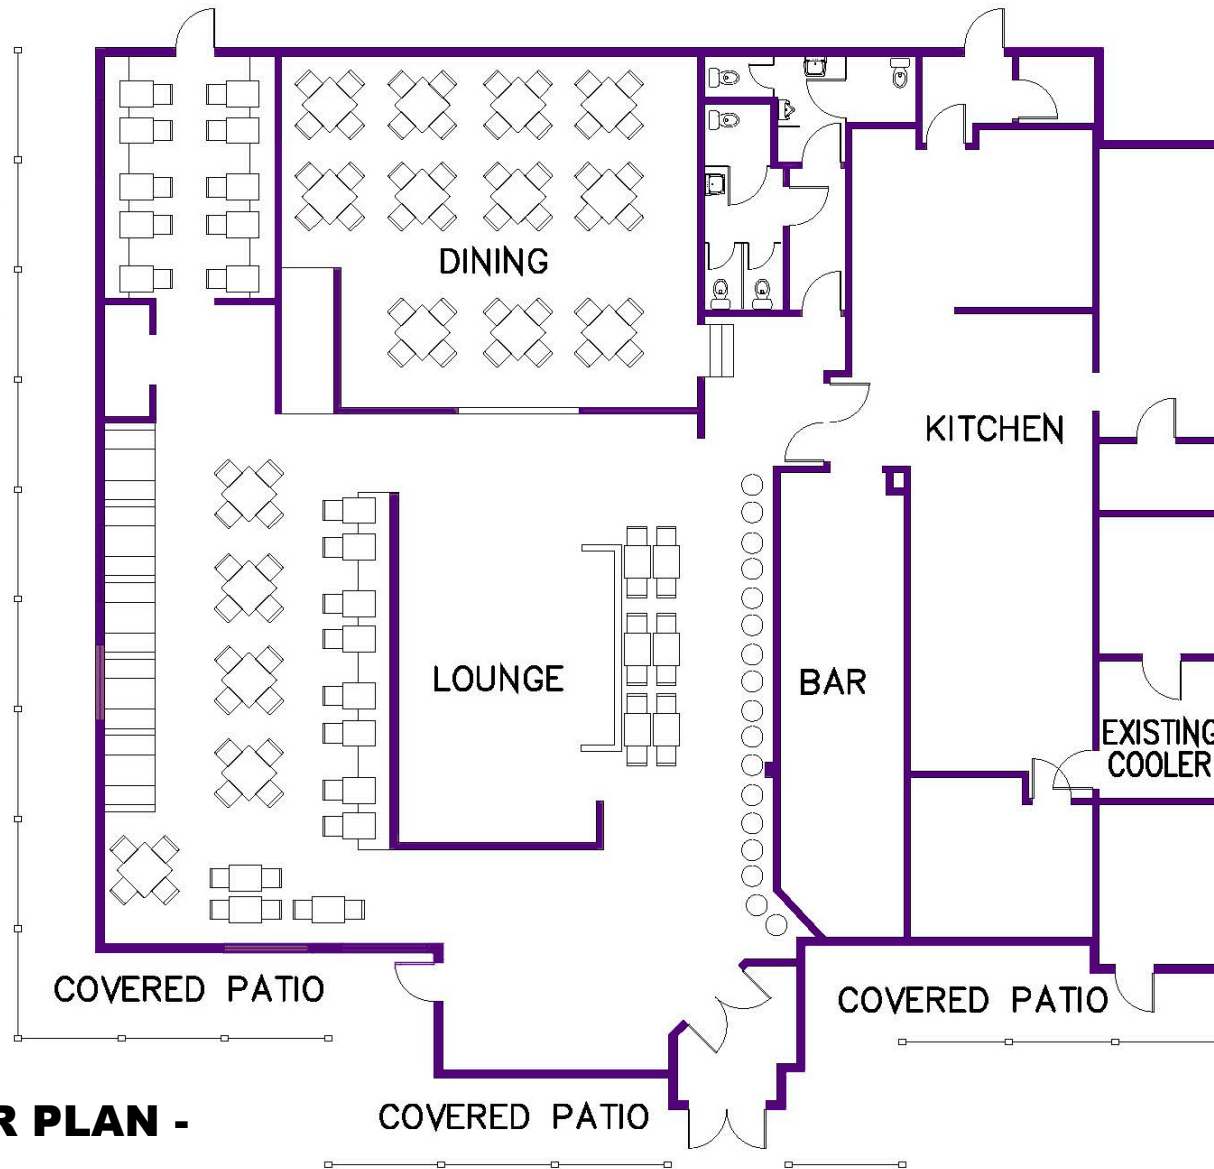 DINING
KITCHEN
LOUNGE
BAR
EXISTING
COOLER
COVERED PATIO
COVERED PATIO
R PLAN -
COVERED PATIO